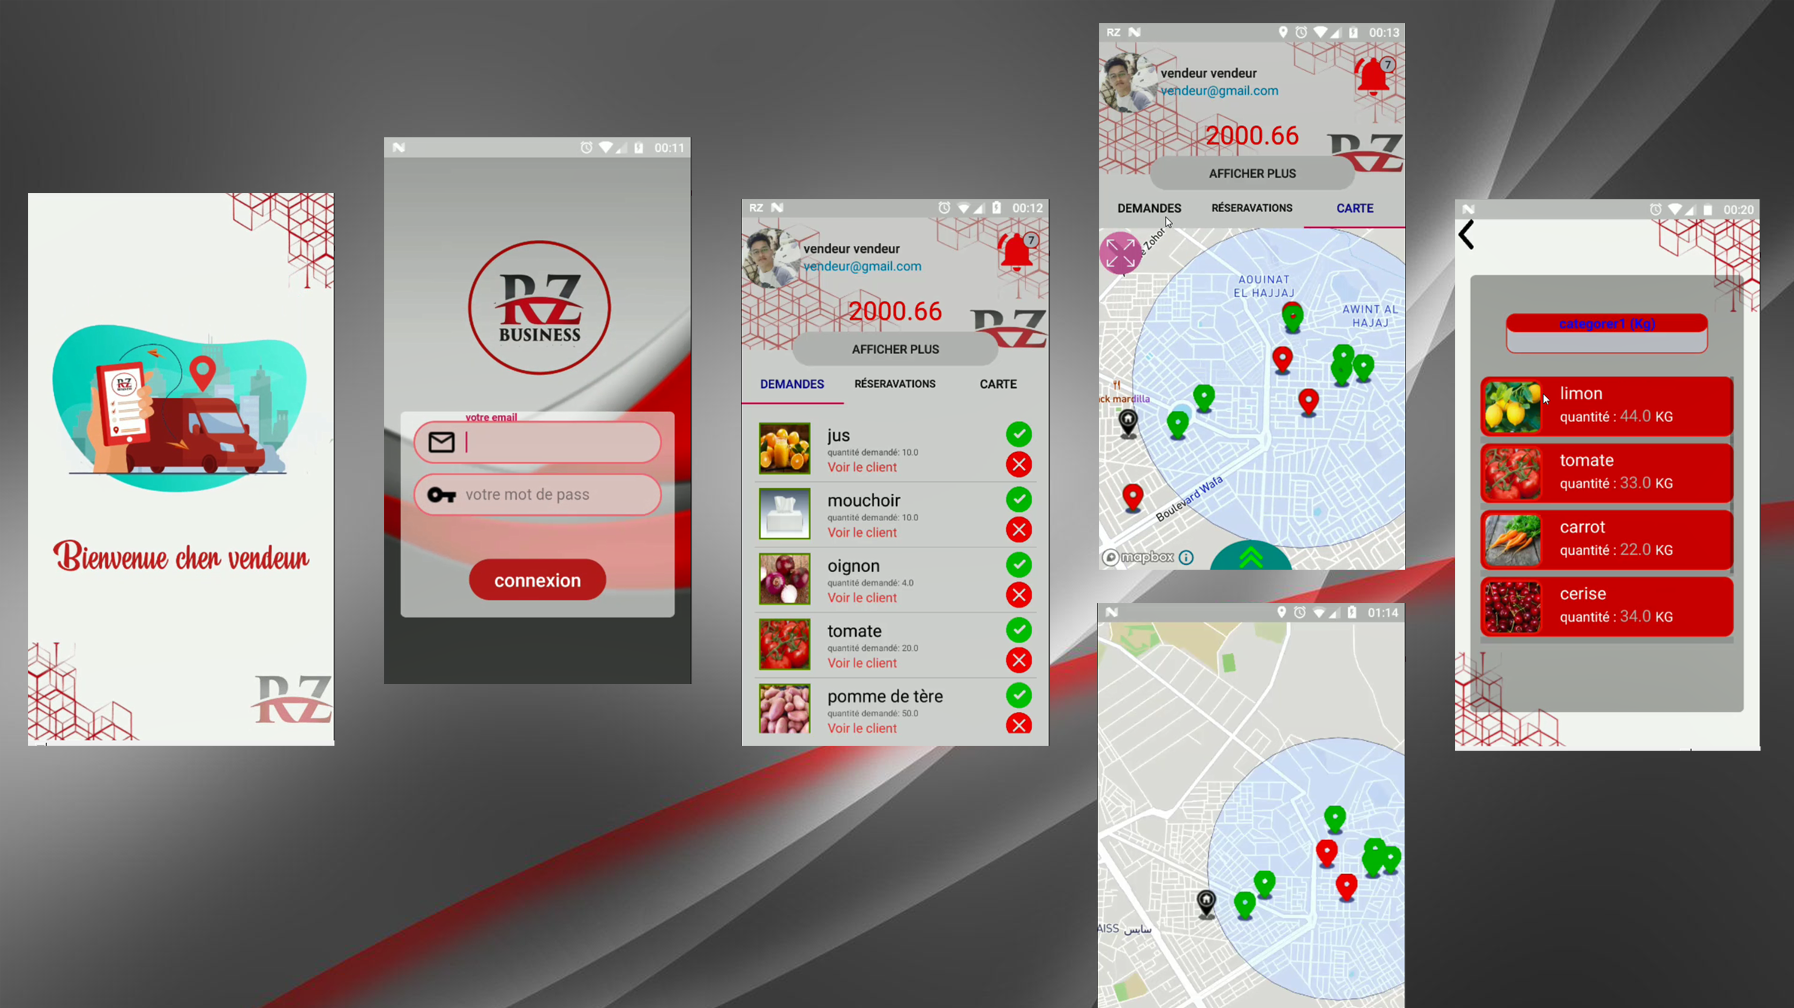 RZ
Bienvenue cher vendeur
RZ
00:11
RZ
BUSINESS
votre email
votre mot de pass
connexion
RZ
00:12
vendeur vendeur
vendeur@gmail.com
7
2000.66
RZ
AFFICHER PLUS
DEMANDES
RÉSERAVATIONS
CARTE
jus
quantité demandé: 10.0
Voir le client
mouchoir
quantité demandé: 10.0
Voir le client
oignon
quantité demandé: 4.0
Voir le client
tomate
quantité demandé: 20.0
Voir le client
pomme de tère
quantité demandé: 50.0
Voir le client
RZ
00:13
vendeur vendeur
vendeur@gmail.com
7
2000.66
RZ
AFFICHER PLUS
DEMANDES
RÉSERAVATIONS
CARTE
e Zohor
AOUINAT
EL HAJJAJ
AWINT AL
HAJAJ
ck mardilla
Boulevard Wafa
mapbox
01:14
AISS سايس
00:20
categorer1 (Kg)
limon
quantité : 44.0 KG
tomate
quantité : 33.0 KG
carrot
quantité : 22.0 KG
cerise
quantité : 34.0 KG